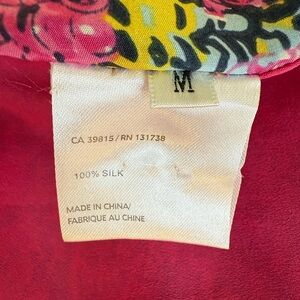 M
CA 39815/ RN 131738
100% SILK
MADE IN CHINA/
FABRIQUE AU CHINE